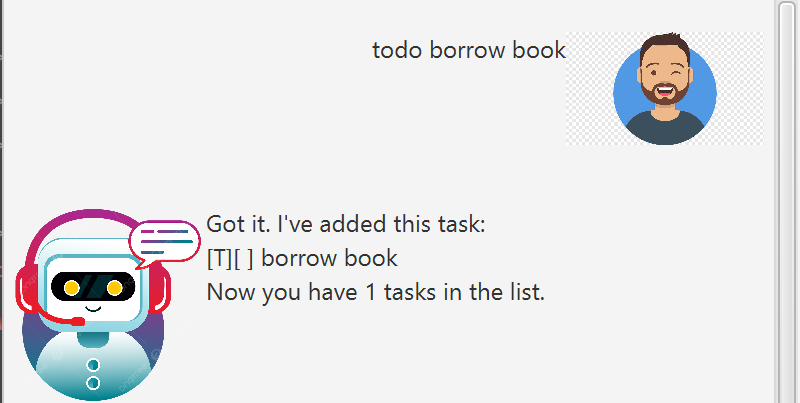 todo borrow book
Got it. I've added this task:
[T][ ] borrow book
Now you have 1 tasks in the list.